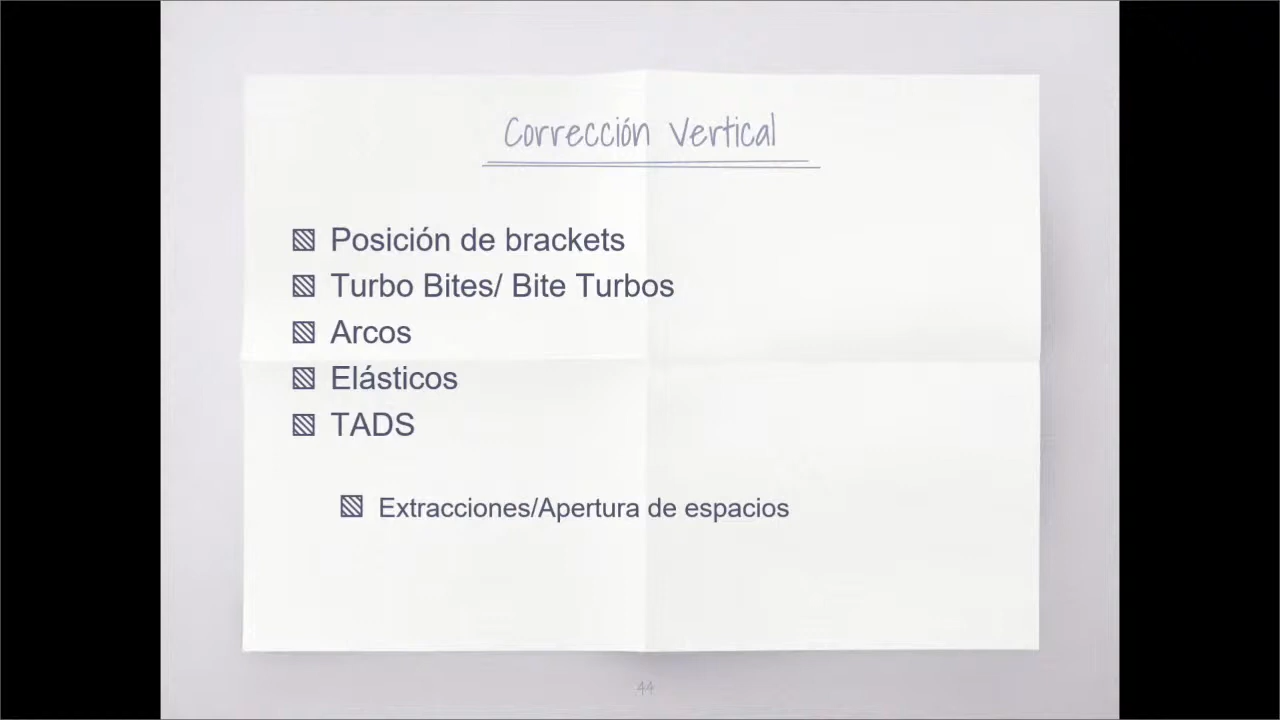 Corrección Vertical
Posición de brackets
Turbo Bites/ Bite Turbos
Arcos
Elásticos
TADS
Extracciones/Apertura de espacios
44